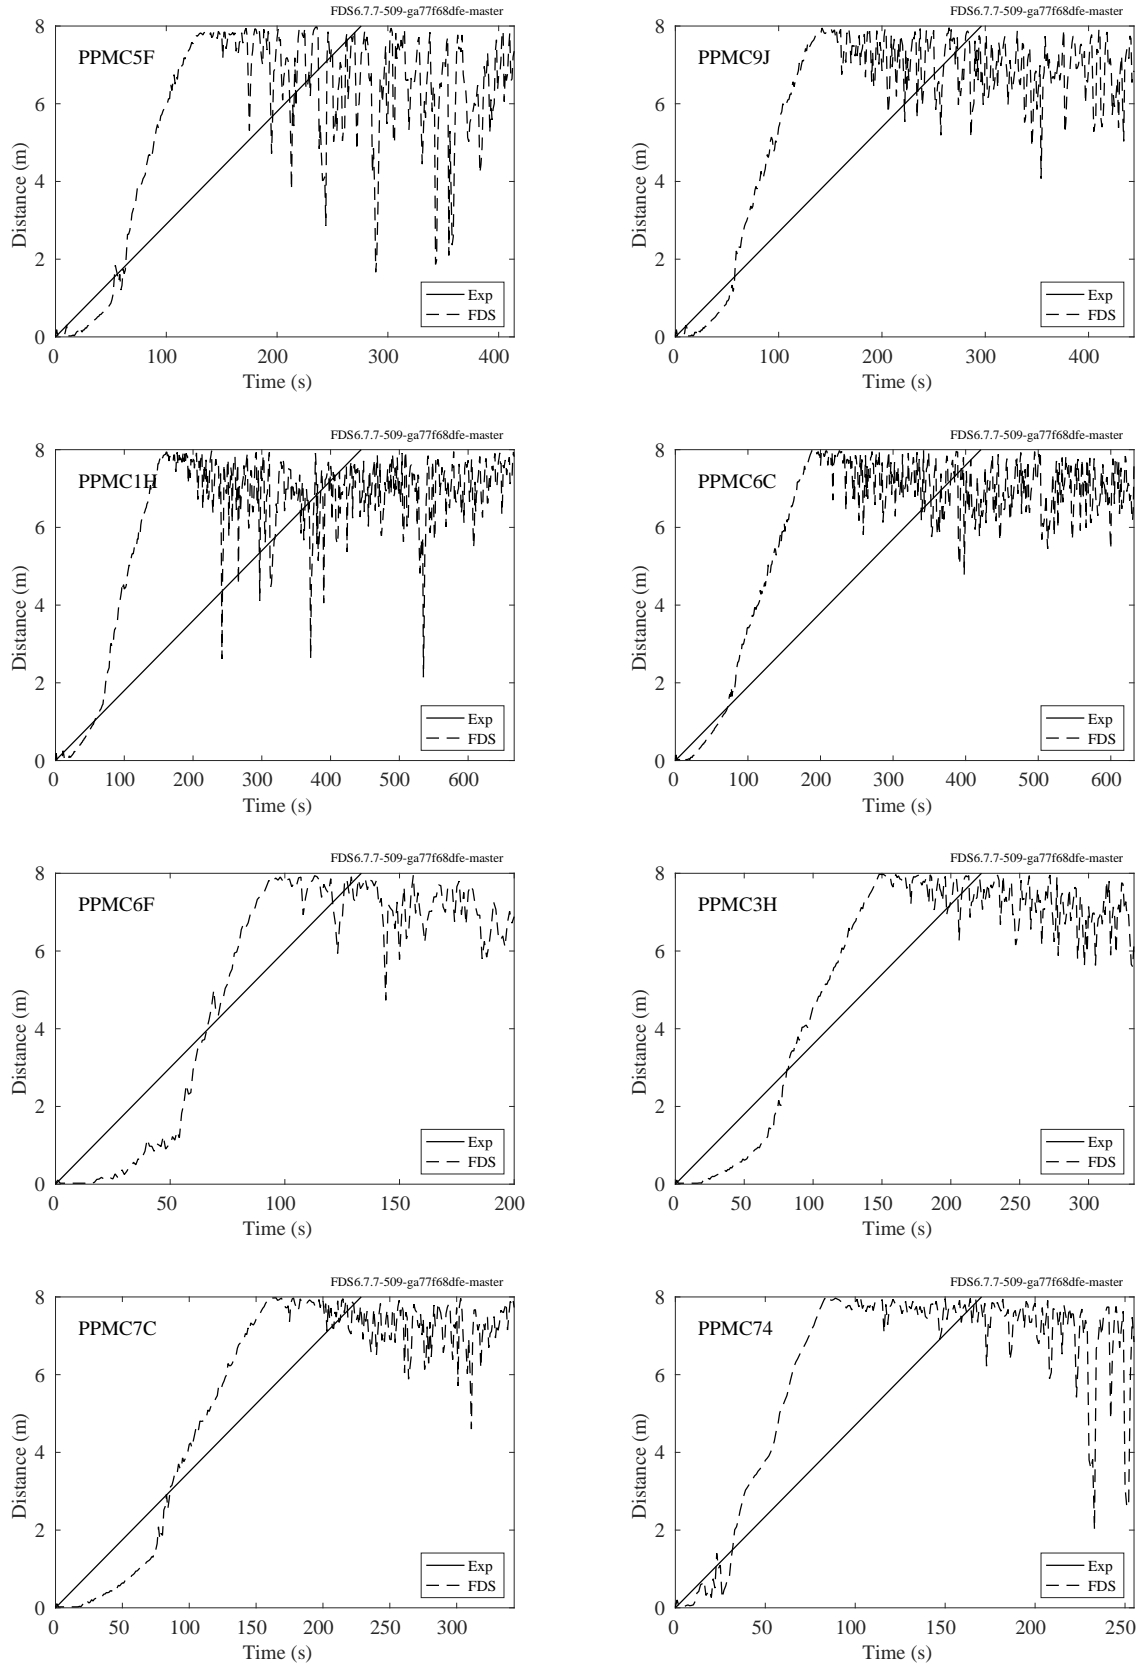 FDS6.7.7-509-ga77f68dfe-master
PPMC5F
8
6
4
2
0
Distance (m)
0 100 200 300 400
Time (s)
Exp
FDS
FDS6.7.7-509-ga77f68dfe-master
PPMC9J
8
6
4
2
0
Distance (m)
0 100 200 300 400
Time (s)
Exp
FDS
FDS6.7.7-509-ga77f68dfe-master
PPMC1H
8
6
4
2
0
Distance (m)
0 100 200 300 400 500 600
Time (s)
Exp
FDS
FDS6.7.7-509-ga77f68dfe-master
PPMC6C
8
6
4
2
0
Distance (m)
0 100 200 300 400 500 600
Time (s)
Exp
FDS
FDS6.7.7-509-ga77f68dfe-master
PPMC6F
8
6
4
2
0
Distance (m)
0 50 100 150 200
Time (s)
Exp
FDS
FDS6.7.7-509-ga77f68dfe-master
PPMC3H
8
6
4
2
0
Distance (m)
0 50 100 150 200 250 300
Time (s)
Exp
FDS
FDS6.7.7-509-ga77f68dfe-master
PPMC7C
8
6
4
2
0
Distance (m)
0 50 100 150 200 250 300
Time (s)
Exp
FDS
FDS6.7.7-509-ga77f68dfe-master
PPMC74
8
6
4
2
0
Distance (m)
0 50 100 150 200 250
Time (s)
Exp
FDS